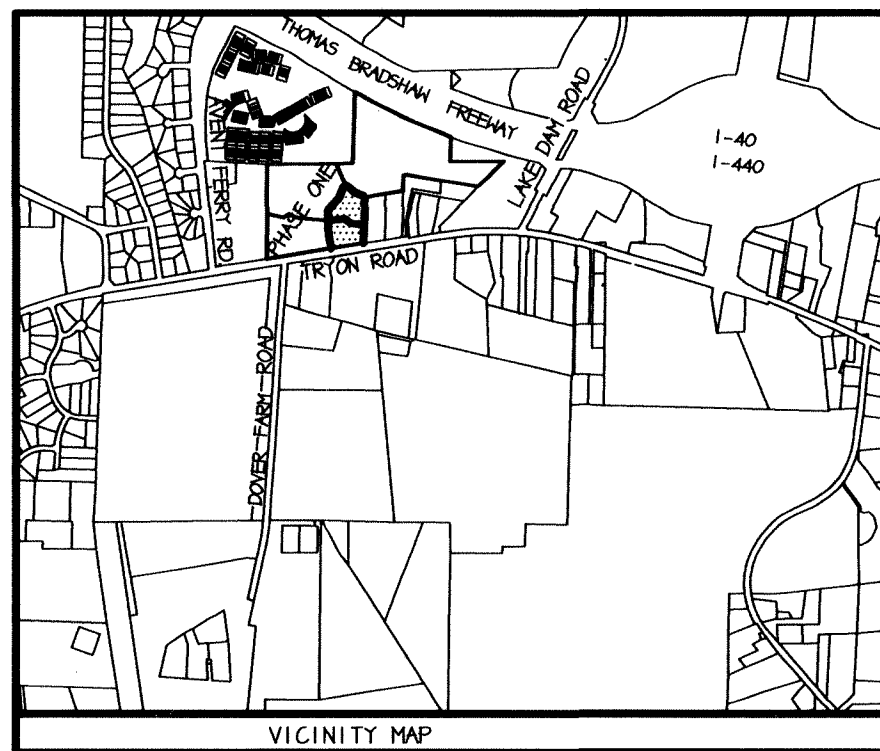 THOMAS BRADSHAW FREEWAY
LAKE DAM ROAD
I-40
I-440
AVENT FERRY RD.
PHASE ONE
TRYON ROAD
DOVER FARM ROAD
VICINITY MAP